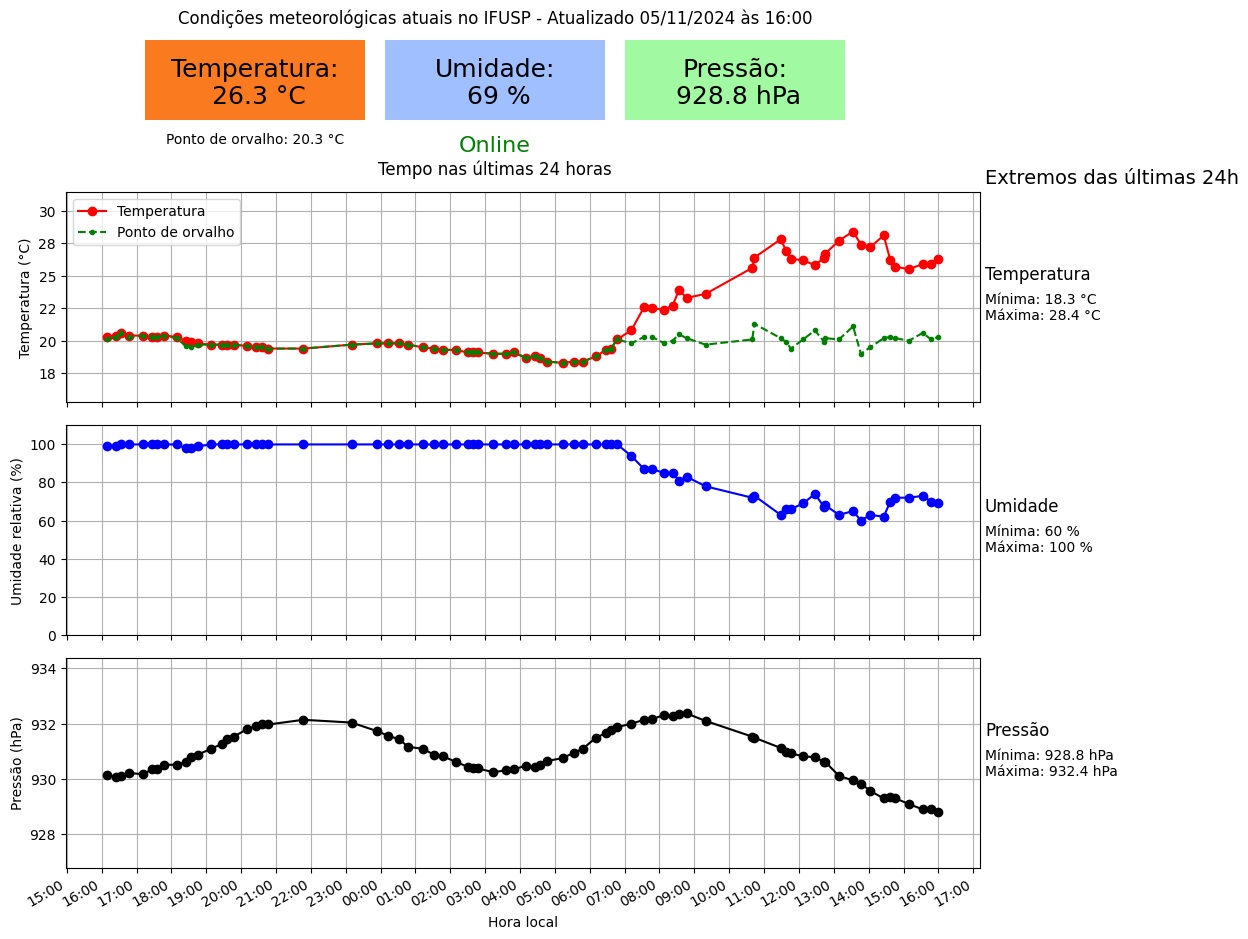 Condições meteorológicas atuais no IFUSP - Atualizado 05/11/2024 às 16:00
Temperatura:
26.3 °C
Umidade:
69 %
Pressão:
928.8 hPa
Ponto de orvalho: 20.3 °C
Online
Tempo nas últimas 24 horas
Extremos das últimas 24h
Temperatura
Ponto de orvalho
Temperatura (°C)
30
28
25
22
20
18
Temperatura
Mínima: 18.3 °C
Máxima: 28.4 °C
Umidade relativa (%)
100
80
60
40
20
0
Umidade
Mínima: 60 %
Máxima: 100 %
Pressão (hPa)
934
932
930
928
Pressão
Mínima: 928.8 hPa
Máxima: 932.4 hPa
15:00 16:00 17:00 18:00 19:00 20:00 21:00 22:00 23:00 00:00 01:00 02:00 03:00 04:00 05:00 06:00 07:00 08:00 09:00 10:00 11:00 12:00 13:00 14:00 15:00 16:00 17:00
Hora local